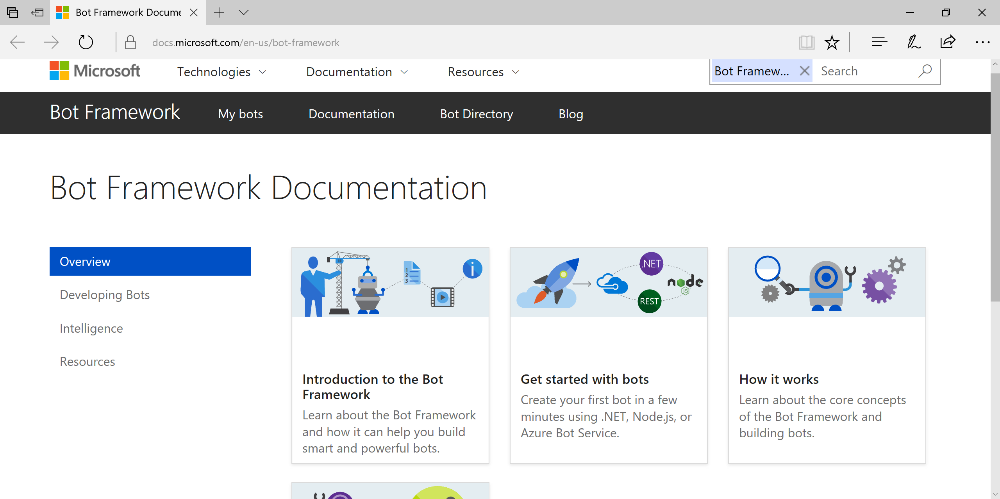 Bot Framework Docume
docs.microsoft.com/en-us/bot-framework
Microsoft
Technologies
Documentation
Resources
Bot Framew...
Search
Bot Framework
My bots
Documentation
Bot Directory
Blog
Bot Framework Documentation
Overview
Developing Bots
Intelligence
Resources
1
2
3
i
Introduction to the Bot
Framework
Learn about the Bot Framework
and how it can help you build
smart and powerful bots.
.NET
node
JS
REST
Get started with bots
Create your first bot in a few
minutes using .NET, Node.js, or
Azure Bot Service.
How it works
Learn about the core concepts
of the Bot Framework and
building bots.